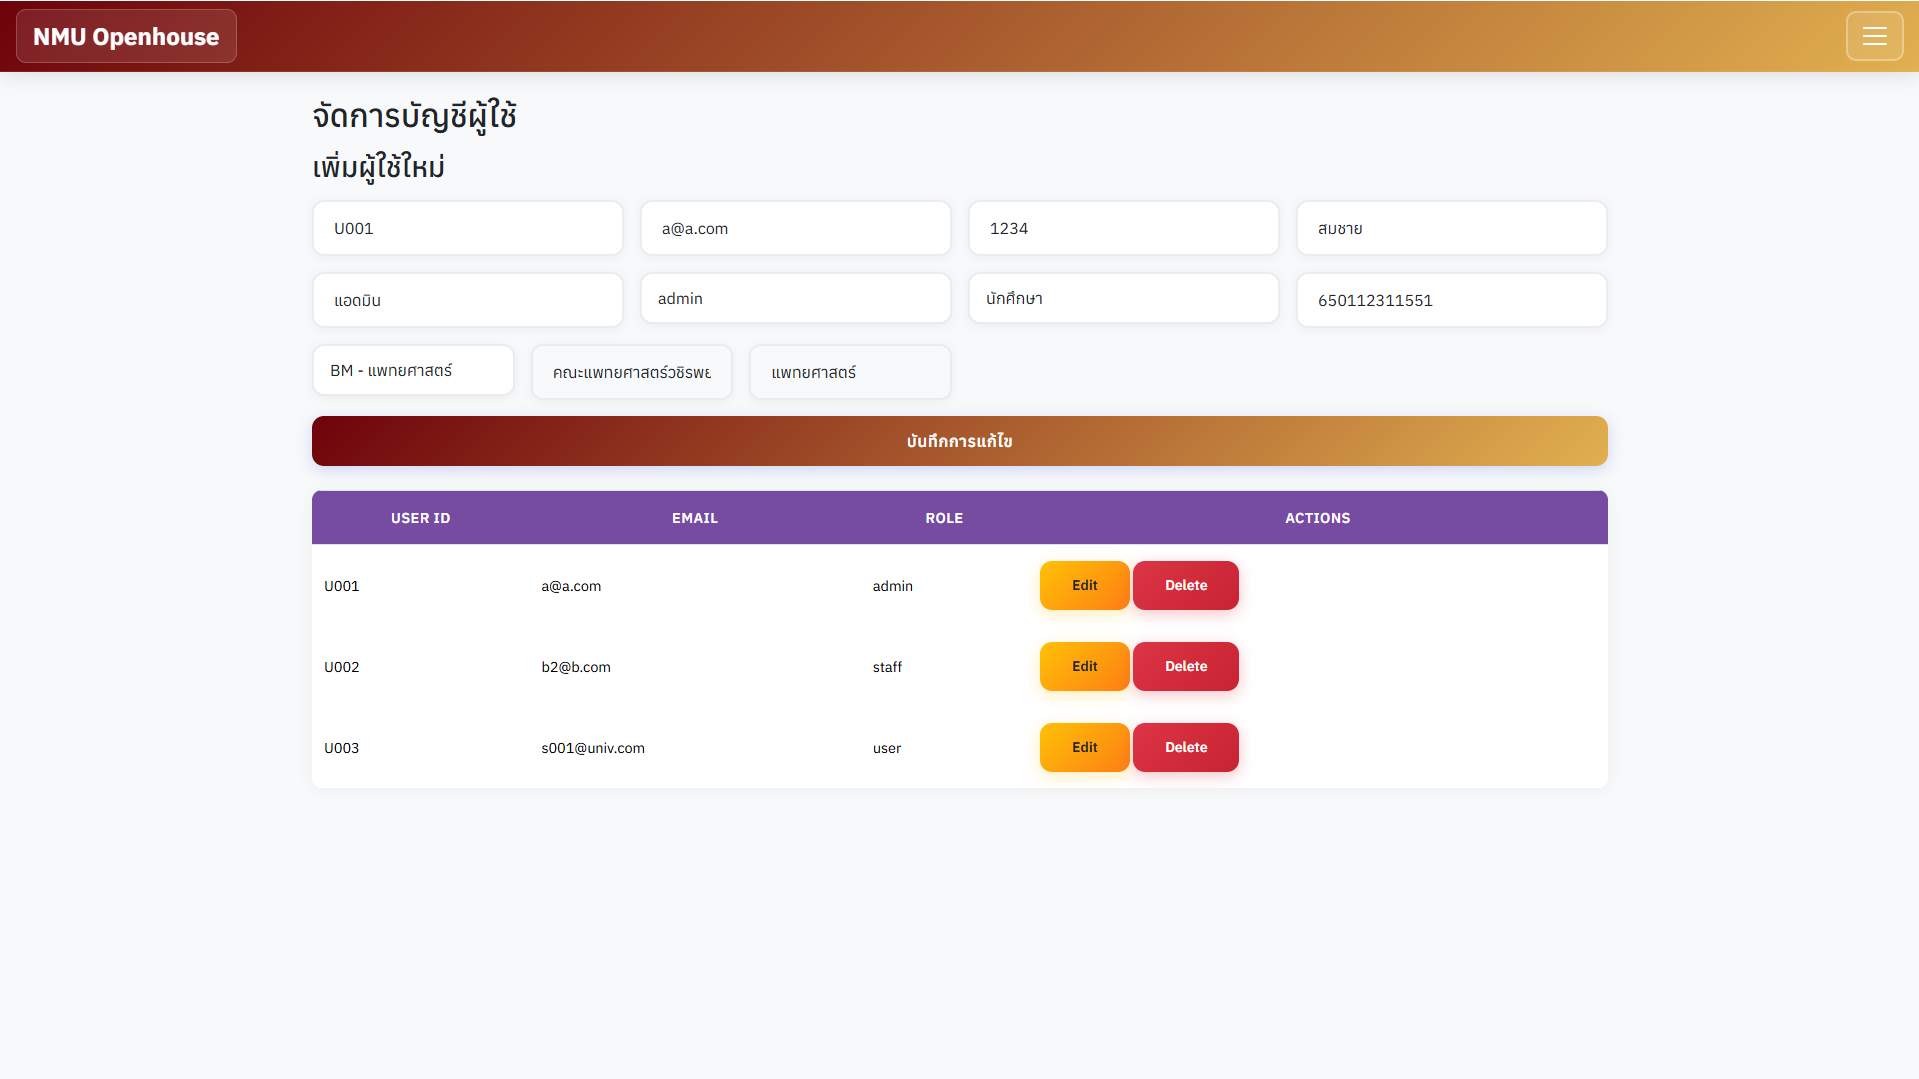 NMU Openhouse
จัดการบัญชีผู้ใช้
เพิ่มผู้ใช้ใหม่
U001 a@a.com 1234 สมชาย
แอดมิน admin นักศึกษา 650112311551
BM - แพทยศาสตร์ คณะแพทยศาสตร์วชิรพย แพทยศาสตร์
บันทึกการแก้ไข
USER ID EMAIL ROLE ACTIONS
U001 a@a.com admin Edit Delete
U002 b2@b.com staff Edit Delete
U003 s001@univ.com user Edit Delete